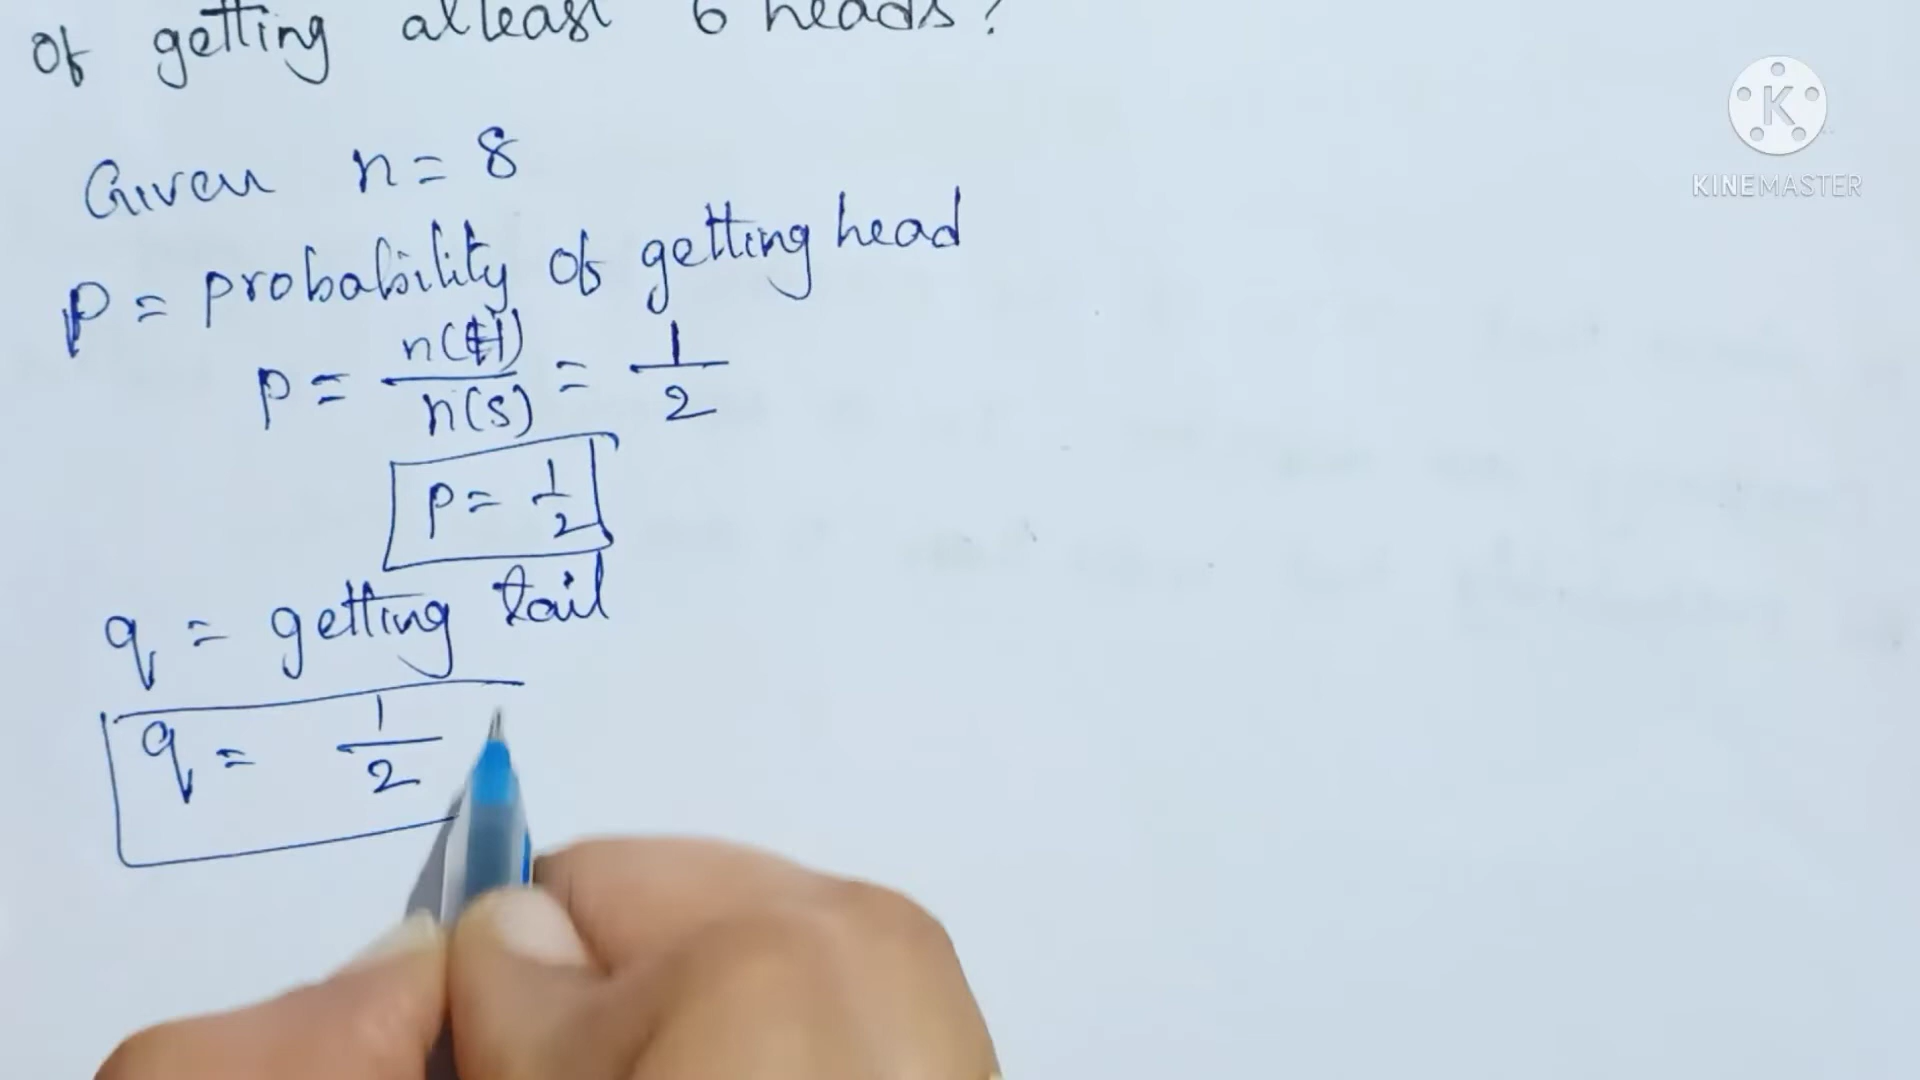 of getting atleast 6 heads?
Given n = 8
P = probability of getting head
P = n(H)/n(S) = 1/2
P = 1/2
q = getting tail
q = 1/2
K
KINEMASTER